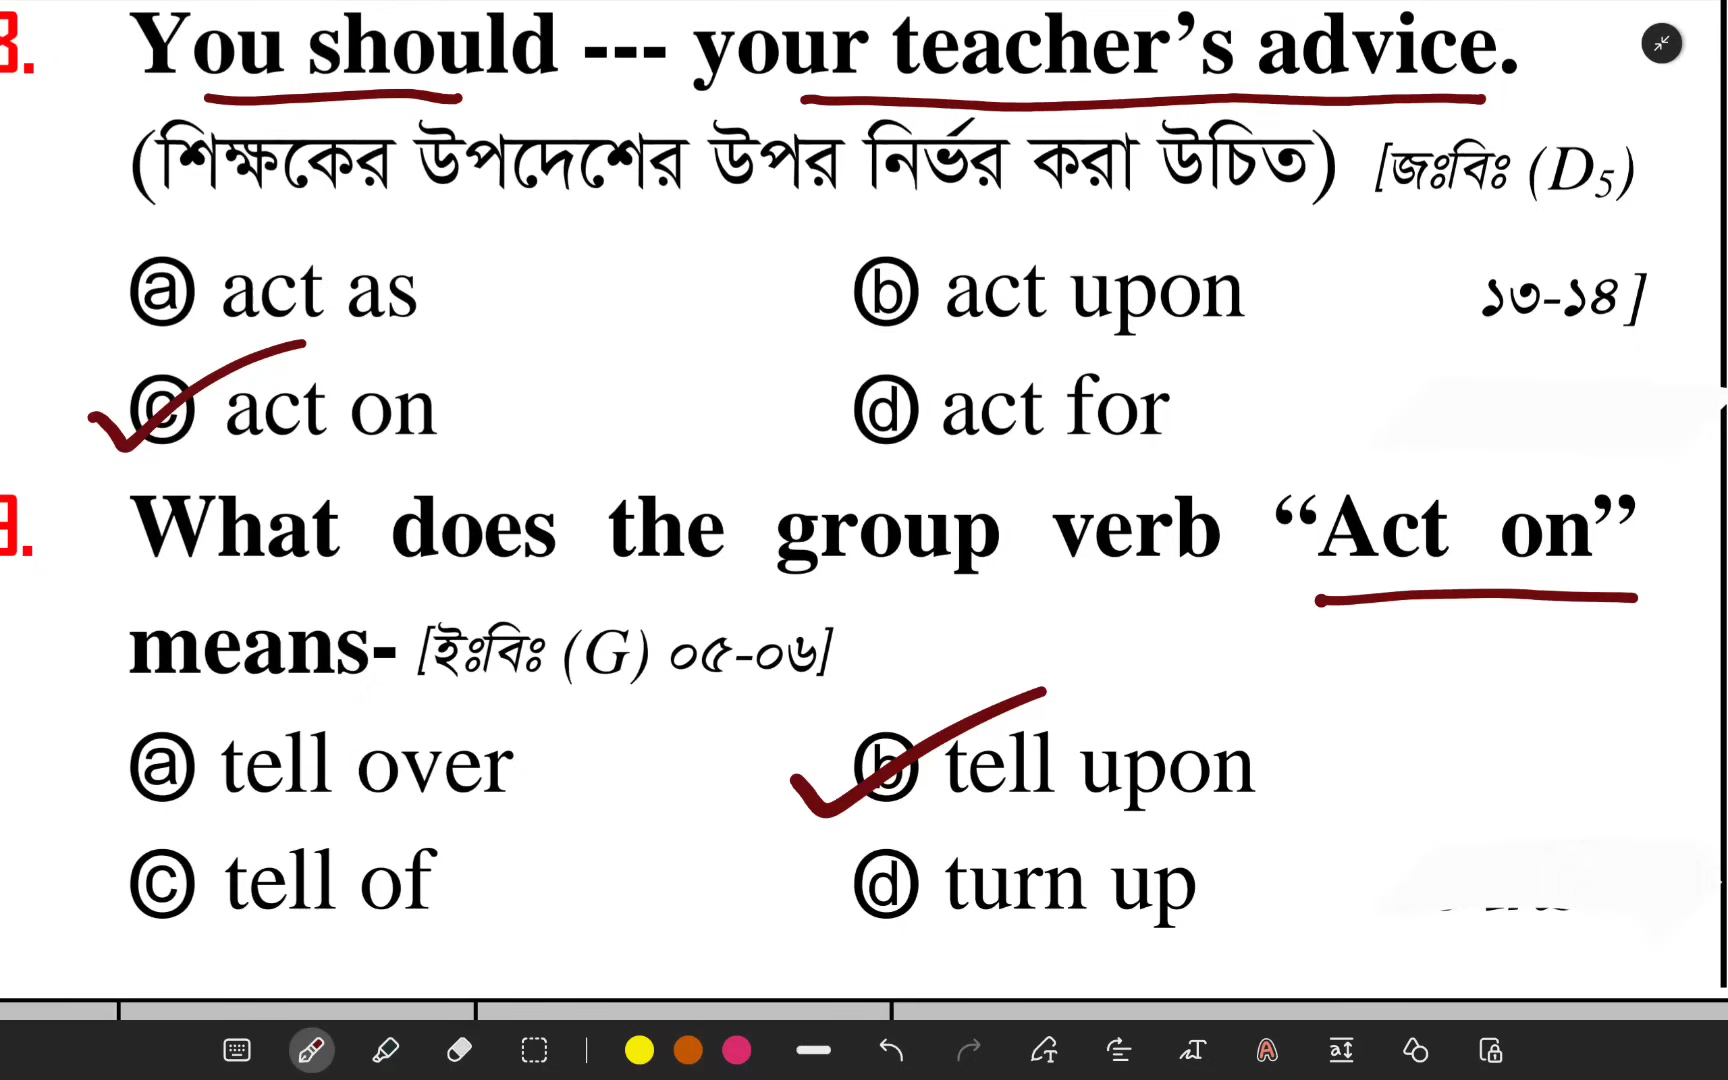 You should --- your teacher’s advice.
(শিক্ষকের উপদেশের উপর নির্ভর করা উচিত) [জঃবিঃ (D5)
ⓐ act as ⓑ act upon ১৩-১৪]
ⓒ act on ⓓ act for
What does the group verb “Act on”
means- [ইঃবিঃ (G) ০৫-০৬]
ⓐ tell over ⓑ tell upon
ⓒ tell of ⓓ turn up